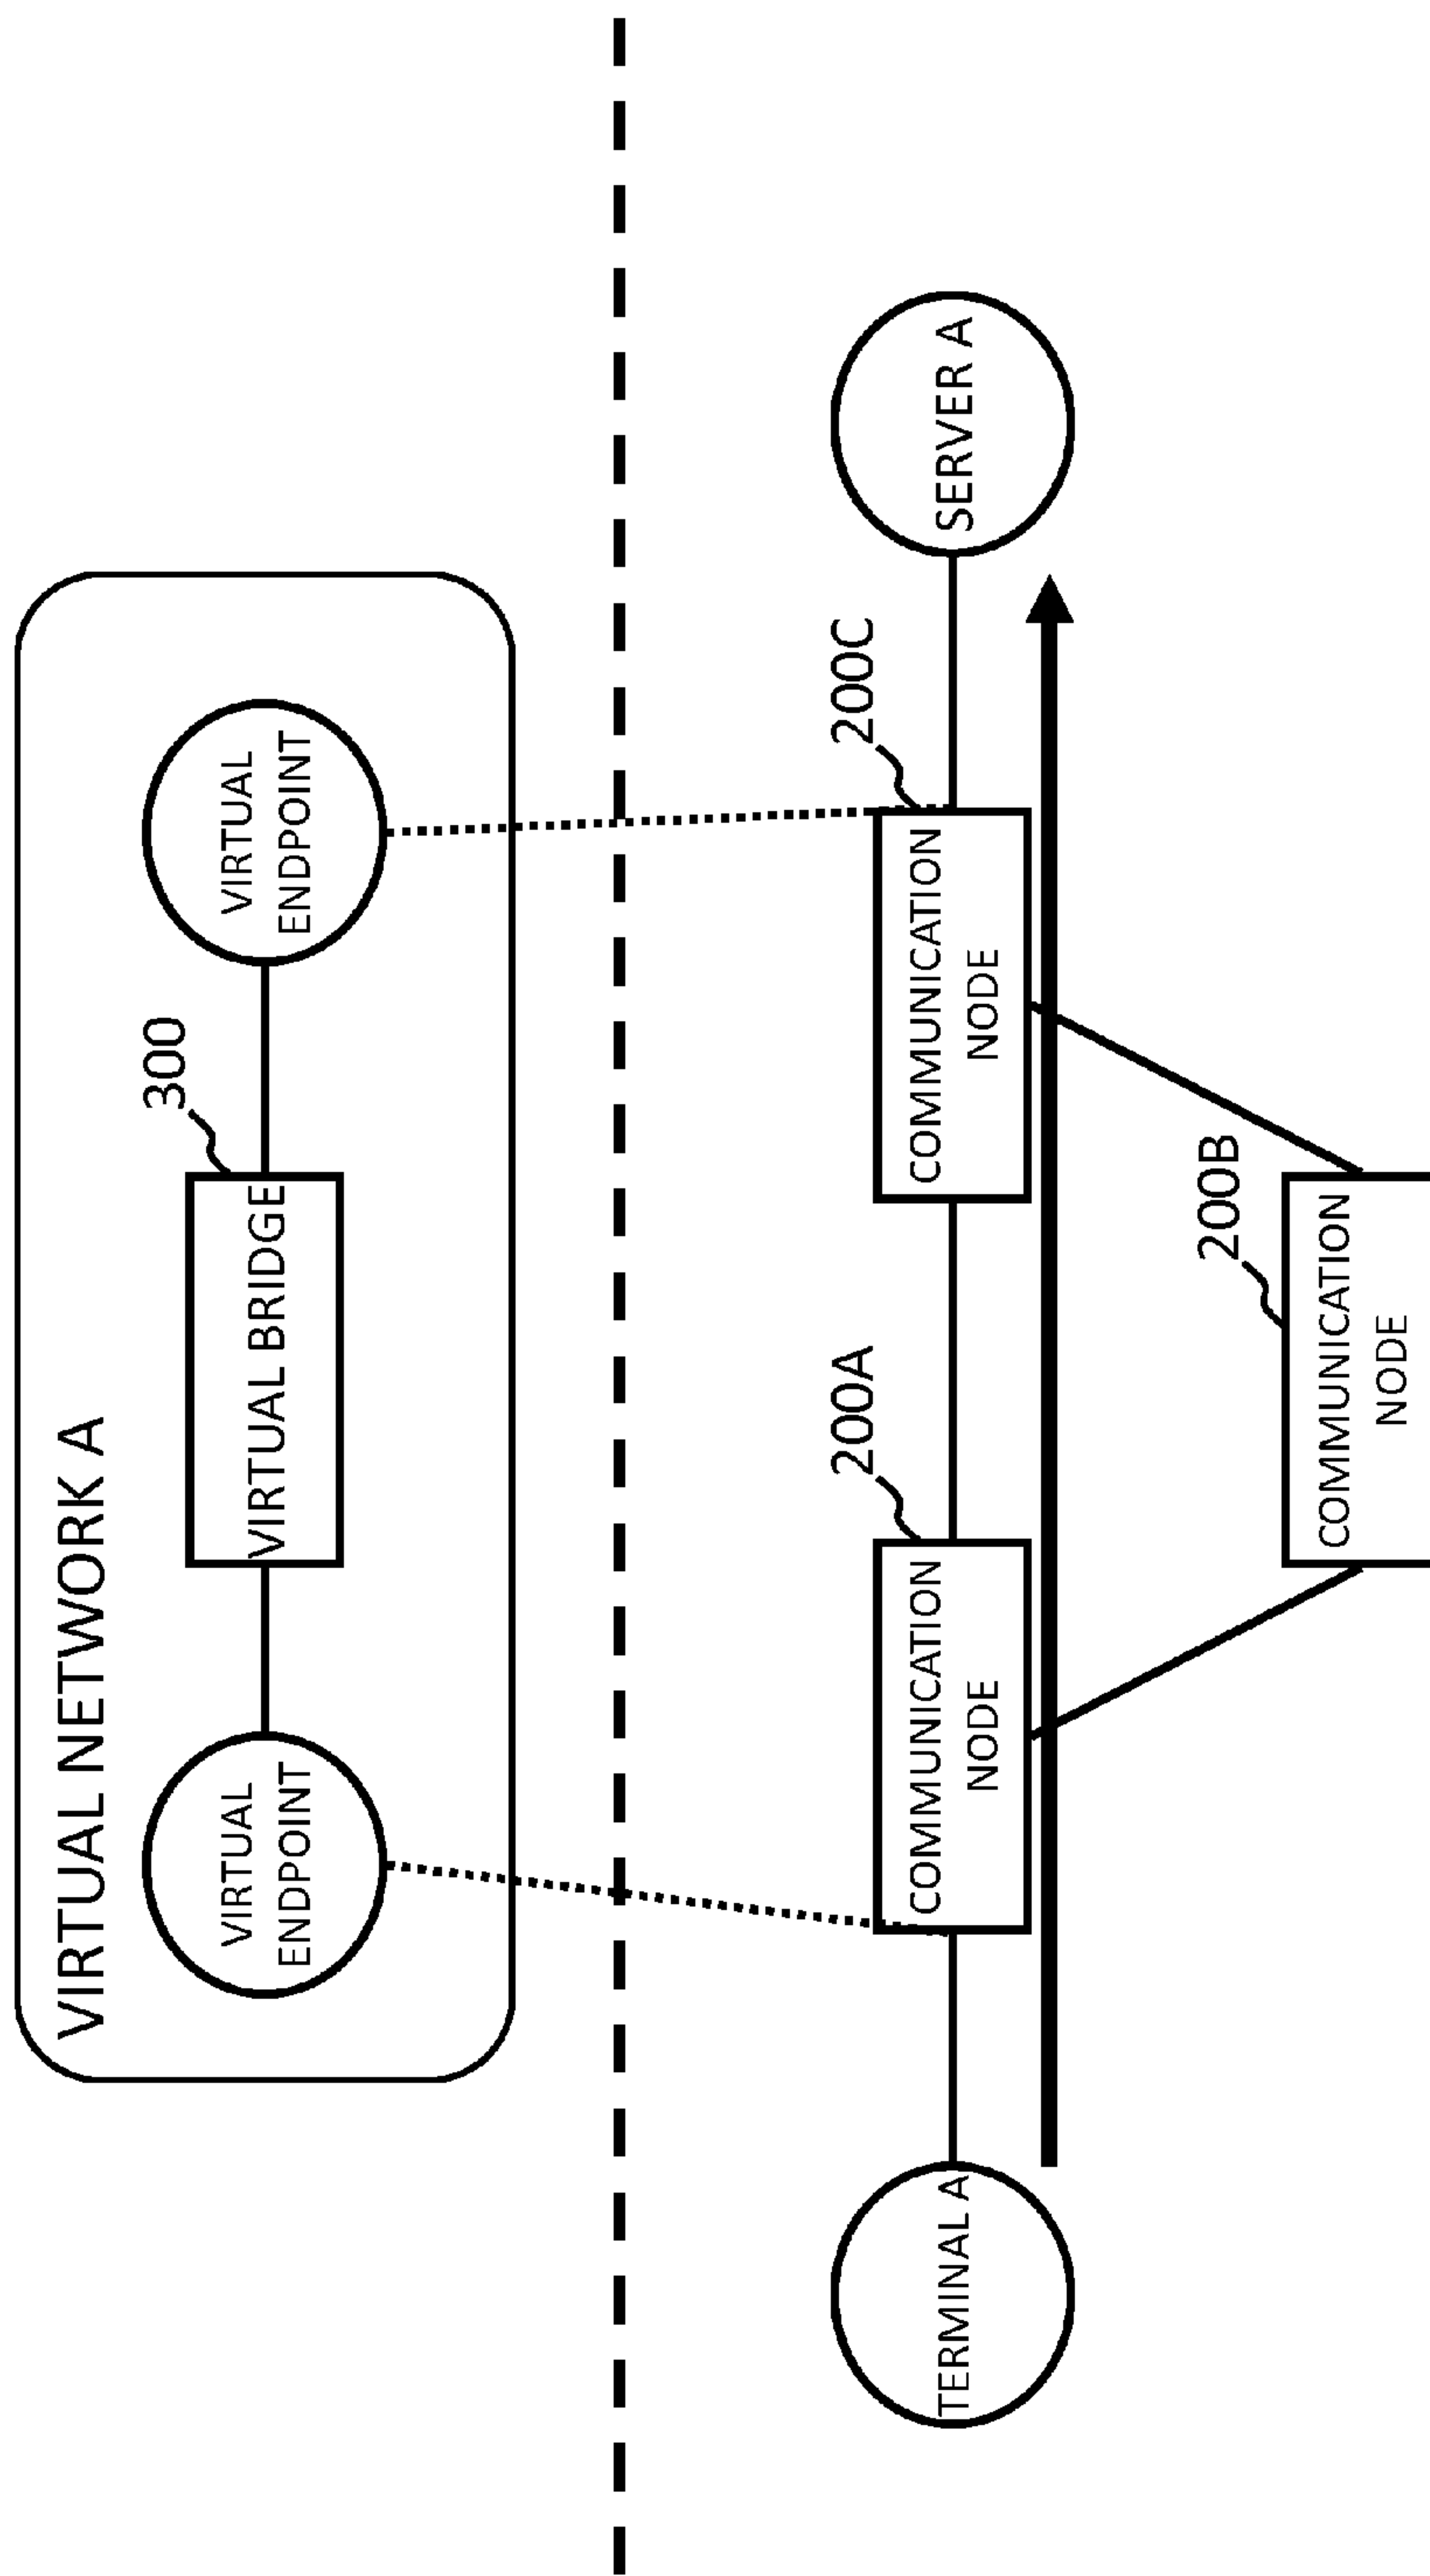 VIRTUAL NETWORK A
300
VIRTUAL
ENDPOINT
VIRTUAL BRIDGE
VIRTUAL
ENDPOINT
200A
200C
TERMINAL A
COMMUNICATION
NODE
COMMUNICATION
NODE
SERVER A
200B
COMMUNICATION
NODE